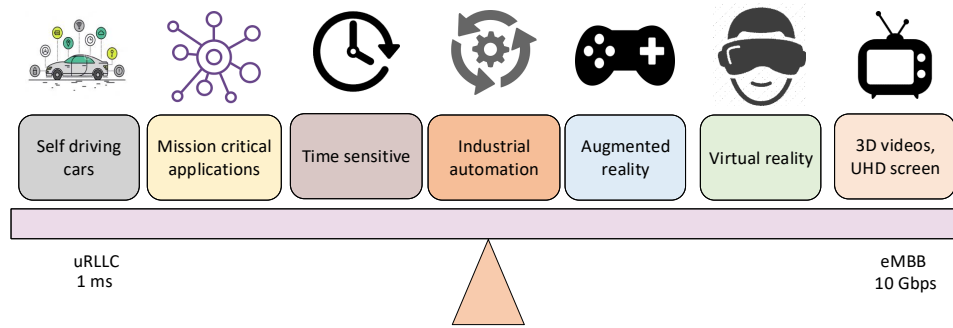 Self driving
cars
Mission critical
applications
Time sensitive
Industrial
automation
Augmented
reality
Virtual reality
3D videos,
UHD screen
uRLLC
1 ms
eMBB
10 Gbps